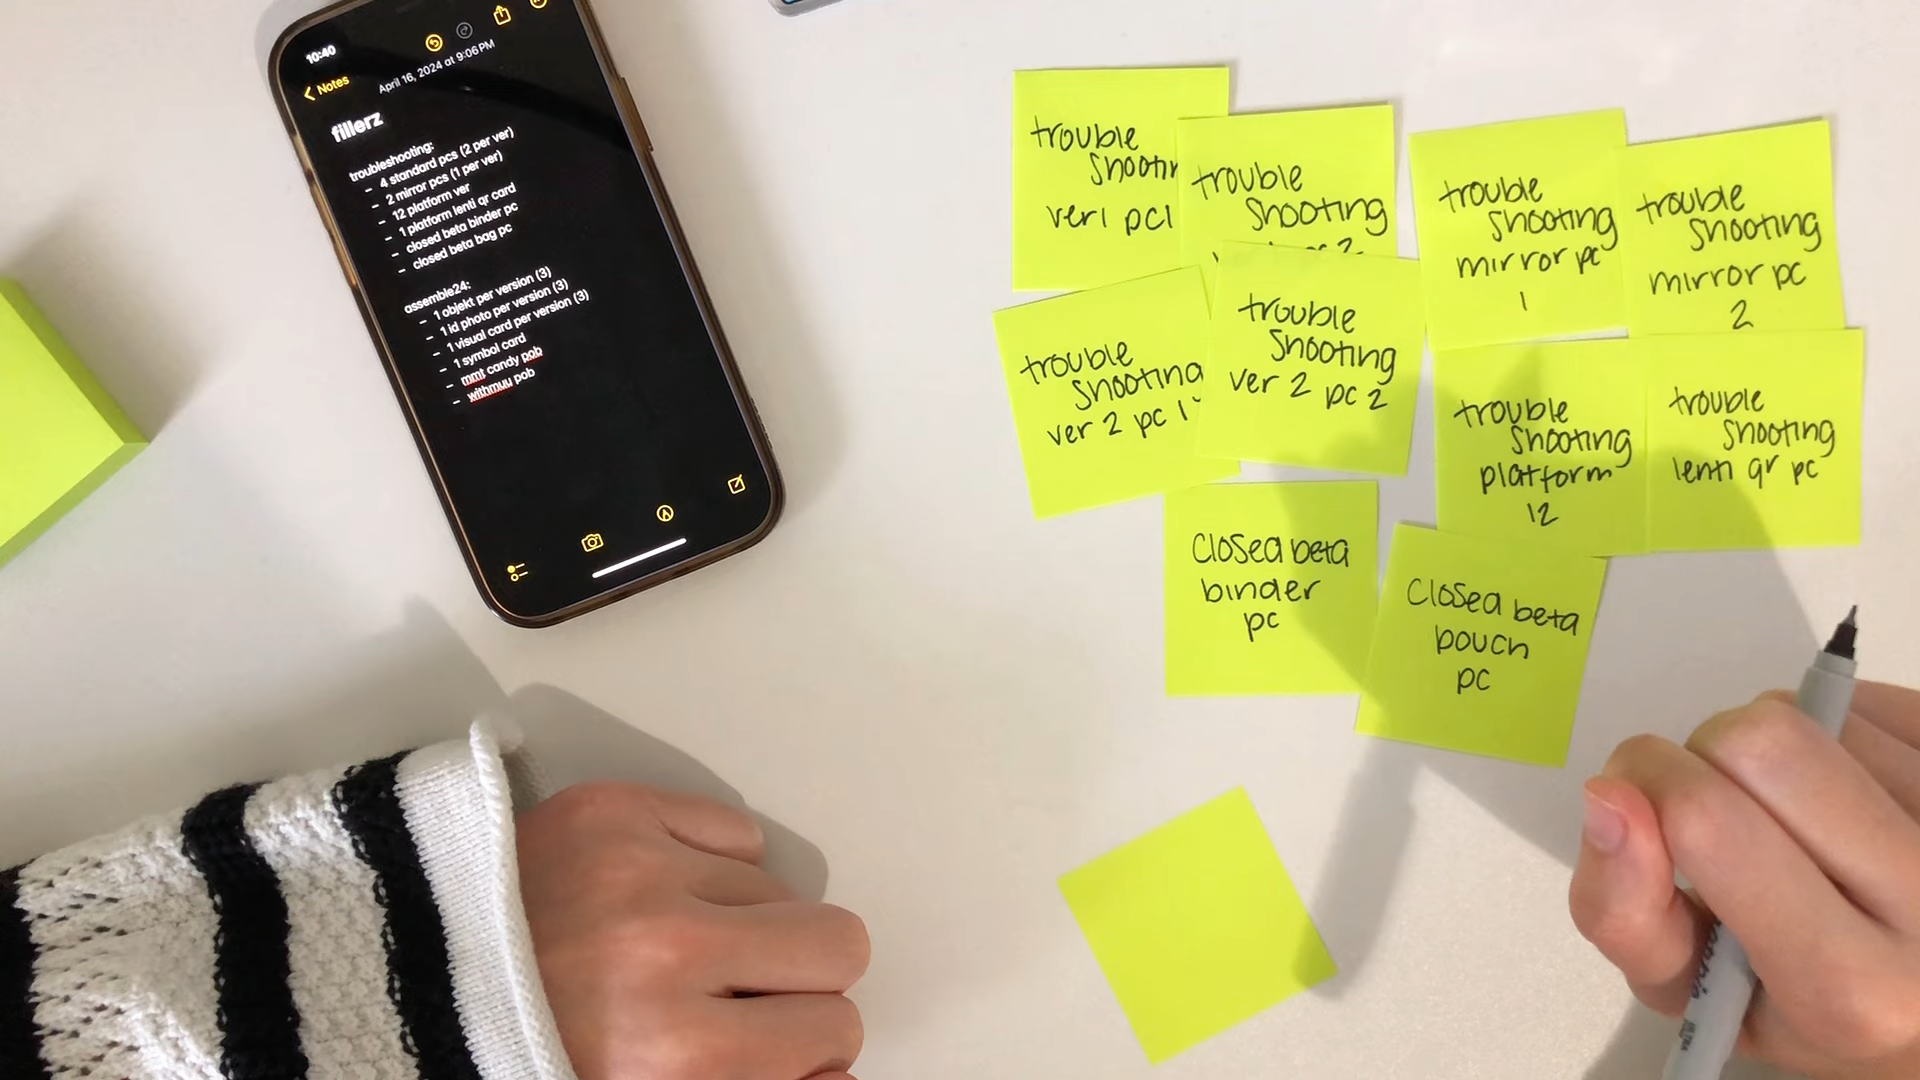 10:40
Notes
April 16, 2024 at 9:06 PM
fillerz
troubleshooting:
- 4 standard pcs (2 per ver)
- 2 mirror pcs (1 per ver)
- 12 platform ver
- 1 platform lenti qr card
- closed beta binder pc
- closed beta bag pc
assemble24:
- 1 objekt per version (3)
- 1 id photo per version (3)
- 1 visual card per version (3)
- 1 symbol card
- mmt candy pob
- withmuu pob
trouble
shootin
ver1 pc1
trouble
shooting
2
trouble
shooting
mirror pc
1
trouble
shooting
mirror pc
2
trouble
shooting
ver 2 pc 1
trouble
shooting
ver 2 pc 2
trouble
shooting
platform
12
trouble
shooting
lenti qr pc
Closed beta
binder
pc
Closed beta
pouch
pc